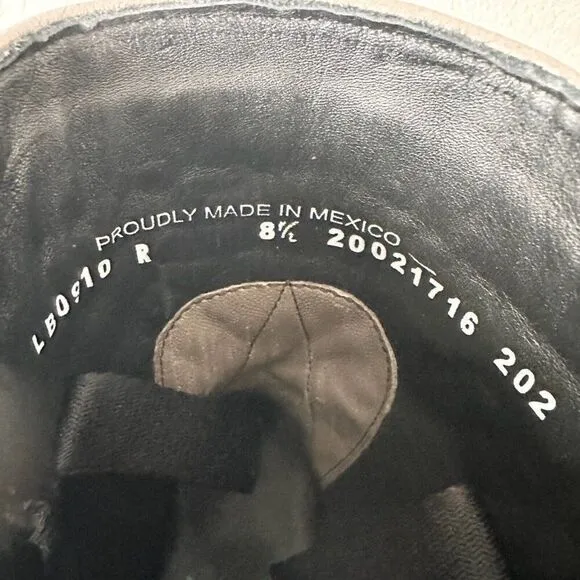 PROUDLY MADE IN MEXICO
LB0910 R 8½ 20021716 202